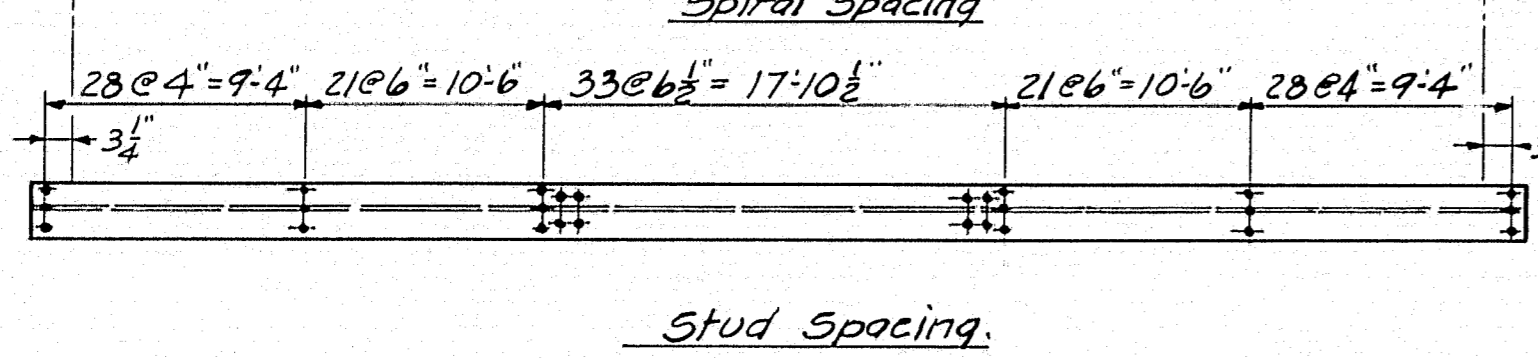 Spiral Spacing
28@4"=9'-4" 21@6"=10'-6" 33@6½"= 17'-10½" 21@6"=10'-6" 28@4"=9'-4"
3¼"
Stud Spacing.